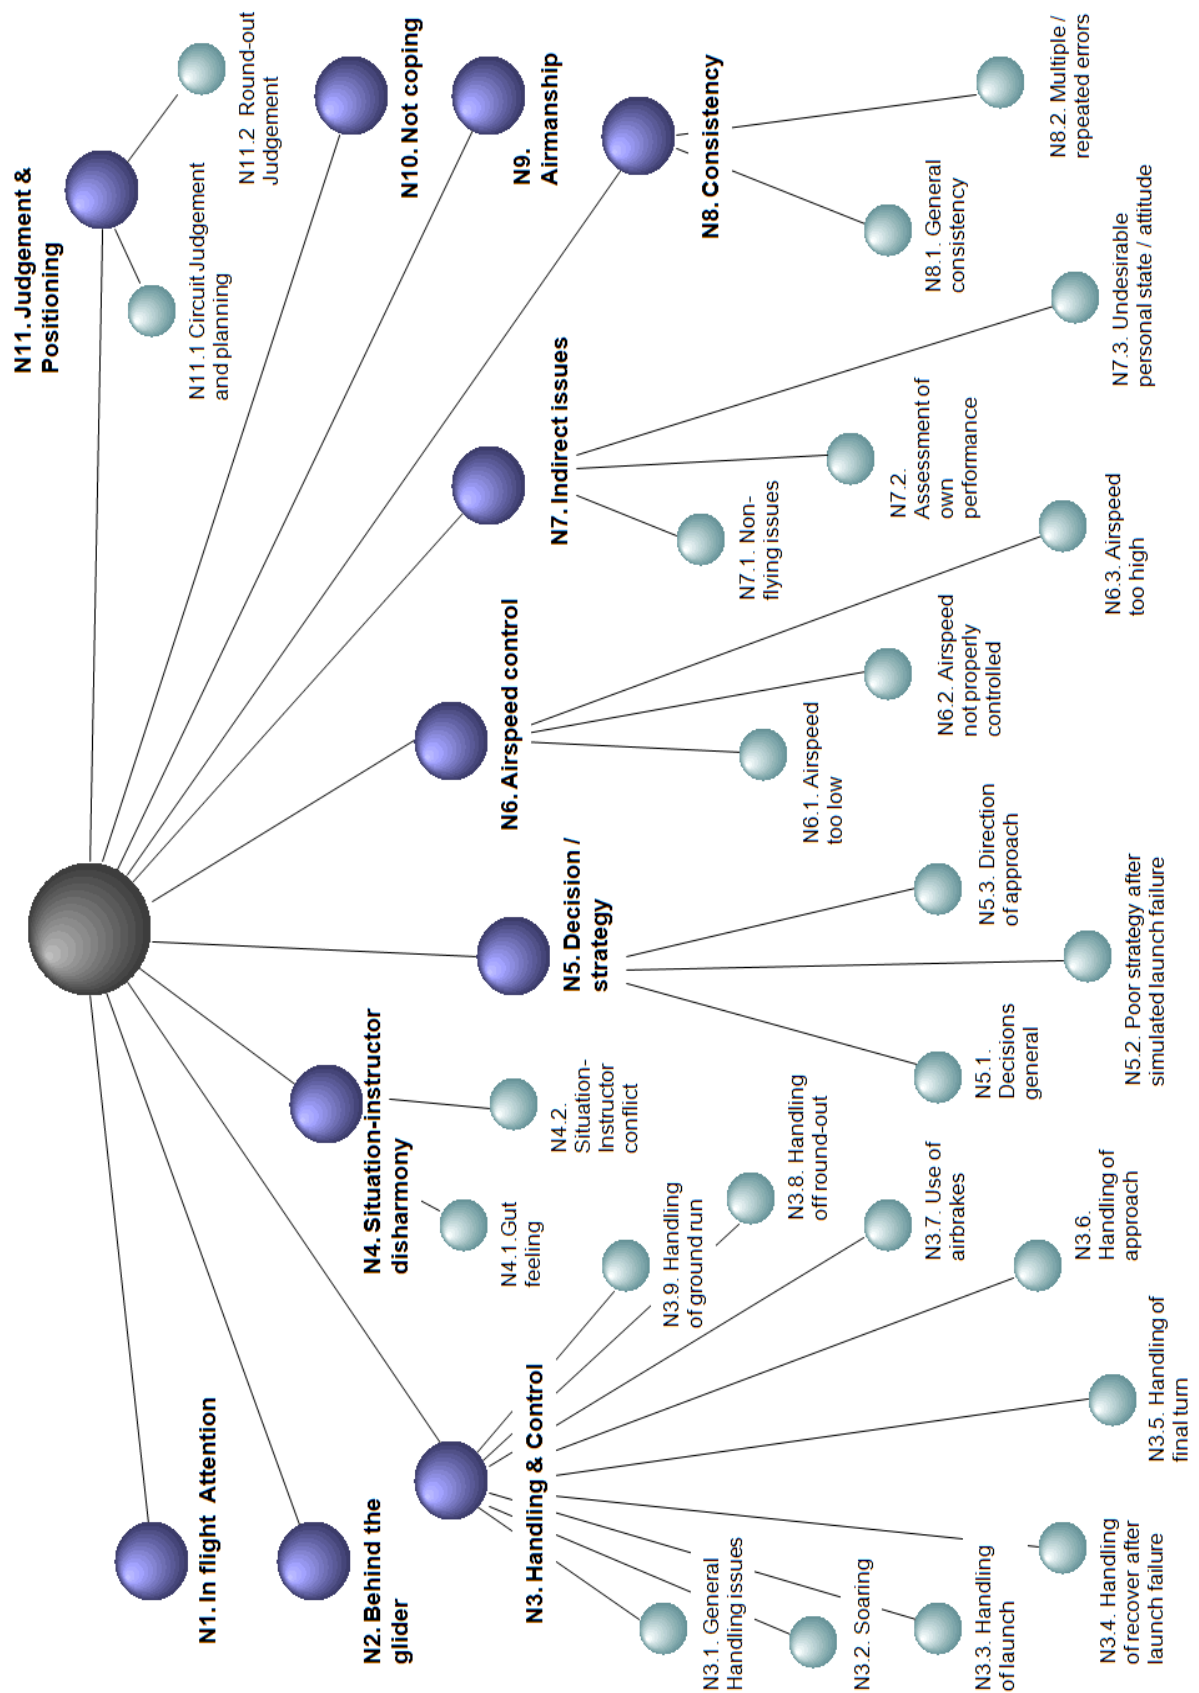 N1. In flight  Attention
N2. Behind the
glider
N3. Handling & Control
N3.1. General
Handling issues
N3.2. Soaring
N3.3. Handling
of launch
N3.4. Handling
of recover after
launch failure
N3.5. Handling of
final turn
N3.6.
Handling of
approach
N3.7. Use of
airbrakes
N3.8. Handling
off round-out
N3.9. Handling
of ground run
N4. Situation-instructor
disharmony
N4.1.Gut
feeling
N4.2.
Situation-
Instructor
conflict
N5. Decision /
strategy
N5.1.
Decisions
general
N5.2. Poor strategy after
simulated launch failure
N5.3. Direction
of approach
N6. Airspeed control
N6.1. Airspeed
too low
N6.2. Airspeed
not properly
controlled
N6.3. Airspeed
too high
N7. Indirect issues
N7.1. Non-
flying issues
N7.2.
Assessment of
own
performance
N7.3. Undesirable
personal state / attitude
N8. Consistency
N8.1. General
consistency
N8.2. Multiple /
repeated errors
N9.
Airmanship
N10. Not coping
N11. Judgement &
Positioning
N11.1 Circuit Judgement
and planning
N11.2  Round-out
Judgement